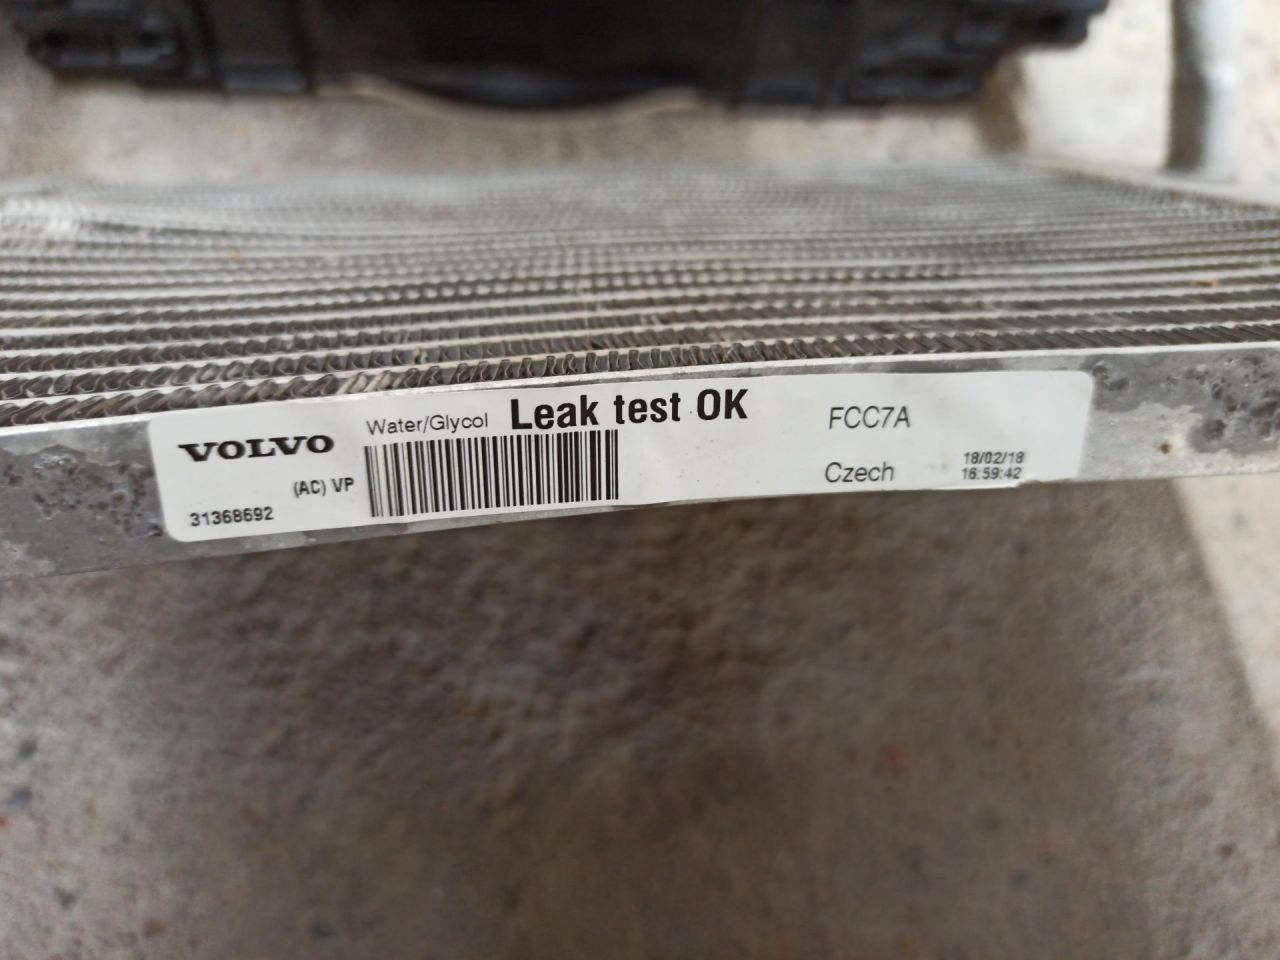 VOLVO
Water/Glycol Leak test OK
(AC) VP
31368692
FCC7A
Czech
18/02/18
16:59:42